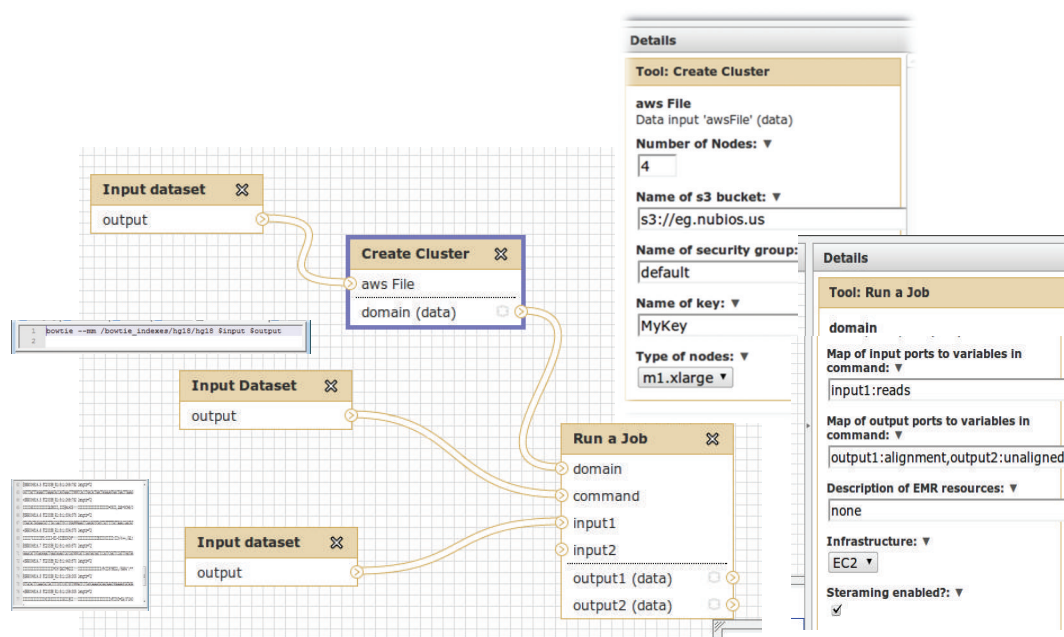 Details
Tool: Create Cluster
aws File
Data input 'awsFile' (data)
Number of Nodes: ▼
4
Name of s3 bucket: ▼
s3://eg.nubios.us
Name of security group:
default
Name of key: ▼
MyKey
Type of nodes: ▼
m1.xlarge ▼
Input dataset
output
Create Cluster
aws File
domain (data)
1 bowtie --mm /bowtie_indexes/hg18/hg18 $input $output
2
Input Dataset
output
Input dataset
output
Run a Job
domain
command
input1
input2
output1 (data)
output2 (data)
Details
Tool: Run a Job
domain
Map of input ports to variables in
command: ▼
input1:reads
Map of output ports to variables in
command: ▼
output1:alignment,output2:unaligned
Description of EMR resources: ▼
none
Infrastructure: ▼
EC2 ▼
Steraming enabled?: ▼